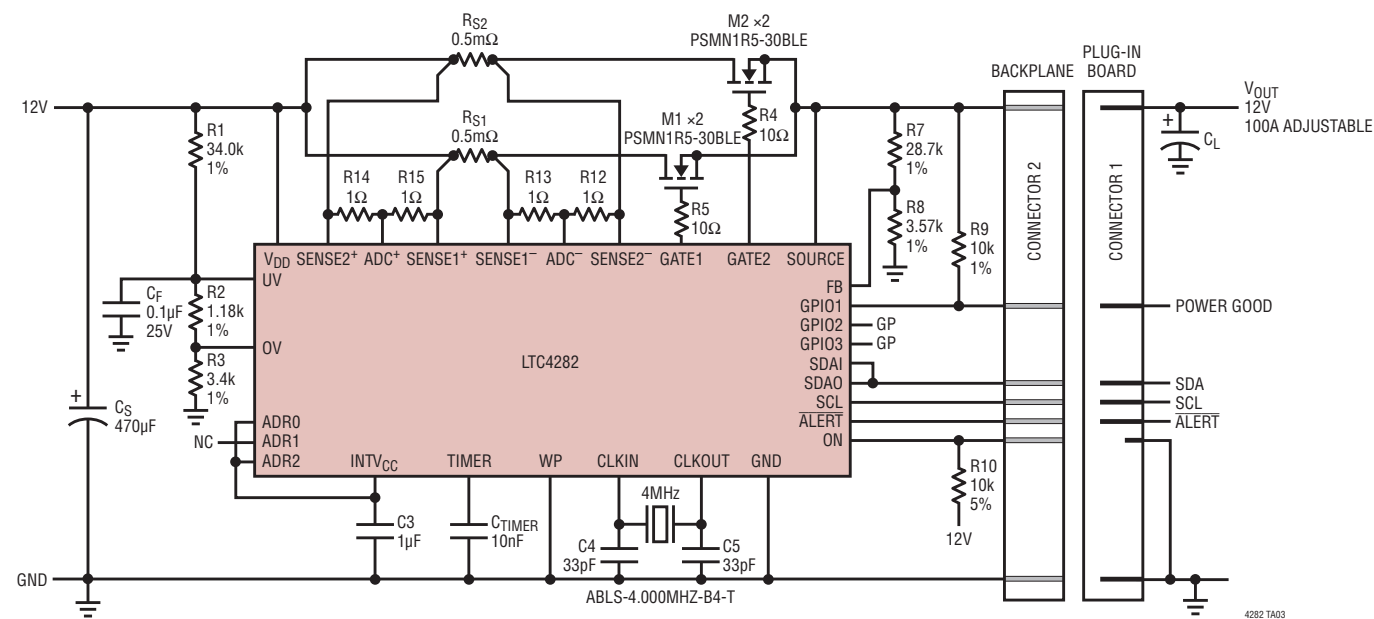 RS2
0.5mΩ
M2 ×2
PSMN1R5-30BLE
BACKPLANE
PLUG-IN
BOARD
12V
VOUT
12V
100A ADJUSTABLE
R1
34.0k
1%
RS1
0.5mΩ
M1 ×2
PSMN1R5-30BLE
R4
10Ω
R7
28.7k
1%
+
CL
R14
1Ω
R15
1Ω
R13
1Ω
R12
1Ω
R5
10Ω
R8
3.57k
1%
R9
10k
1%
CONNECTOR 2
CONNECTOR 1
VDD
SENSE2+
ADC+
SENSE1+
SENSE1–
ADC–
SENSE2–
GATE1
GATE2
SOURCE
UV
FB
CF
0.1µF
25V
R2
1.18k
1%
GPIO1
POWER GOOD
GPIO2
GP
GPIO3
GP
OV
LTC4282
R3
3.4k
1%
SDAI
SDAO
SDA
SCL
SCL
ALERT
ALERT
ON
+
CS
470µF
ADR0
NC
ADR1
ADR2
INTVCC
TIMER
WP
CLKIN
CLKOUT
GND
R10
10k
5%
12V
4MHz
C3
1µF
CTIMER
10nF
C4
33pF
C5
33pF
GND
ABLS-4.000MHZ-B4-T
4282 TA03